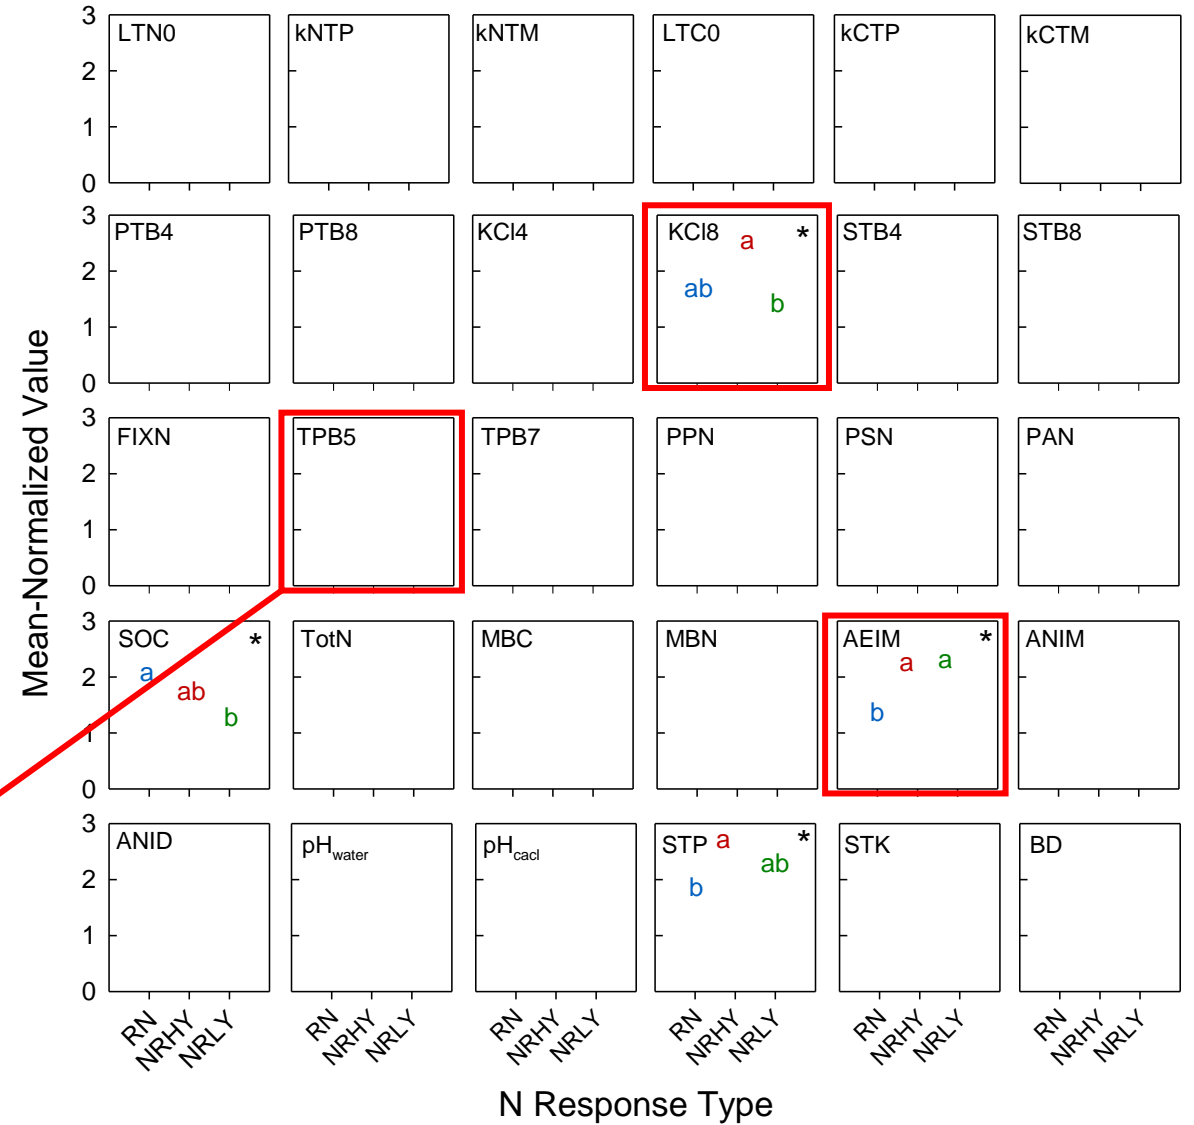 Mean-Normalized Value
3 LTN0 kNTP kNTM LTC0 kCTP kCTM
2
1
0
3 PTB4 PTB8 KCl4 KCl8 a * STB4 STB8
2 ab b
1
0
3 FIXN TPB5 TPB7 PPN PSN PAN
2
1
0
3 SOC * TotN MBC MBN AEIM * ANIM
2 a ab b a a b
1
0
3 ANID pHwater pHcacl STP a * STK BD
2 b ab
1
0
RN NRHY NRLY RN NRHY NRLY RN NRHY NRLY RN NRHY NRLY RN NRHY NRLY RN NRHY NRLY
N Response Type